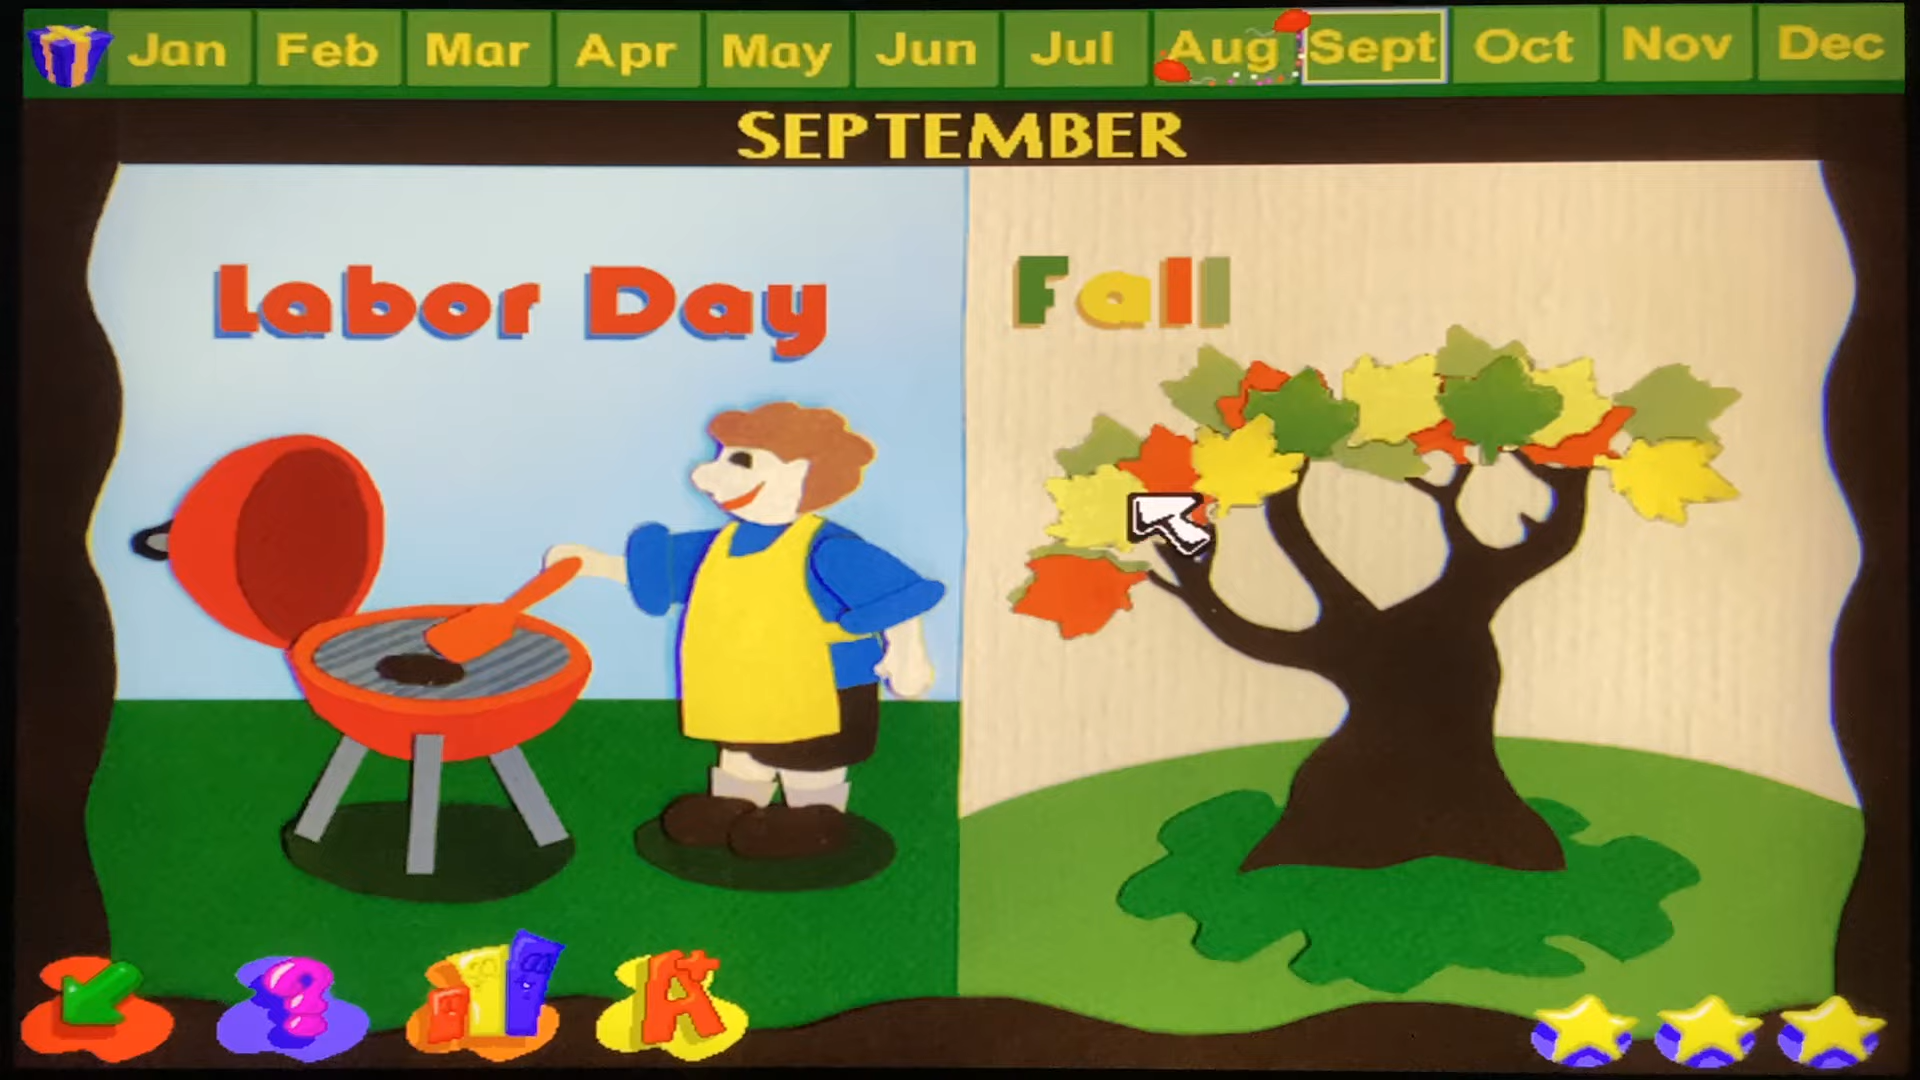 Jan Feb Mar Apr May Jun Jul Aug Sept Oct Nov Dec
SEPTEMBER
Labor Day
Fall
A+